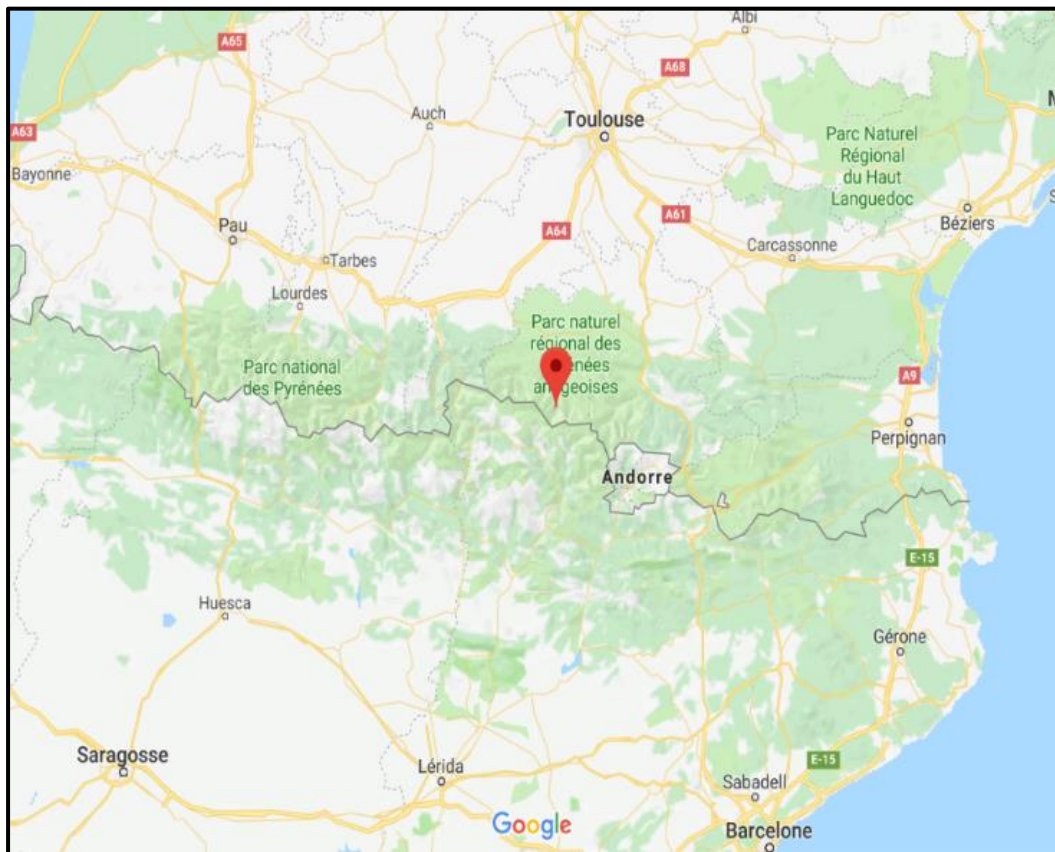 Albi
A65
A68
Auch
Toulouse
A63
Bayonne
Parc Naturel
Régional
du Haut
Languedoc
Pau
A64
A61
Béziers
Carcassonne
Tarbes
Lourdes
Parc naturel
régional des
Parc national
des Pyrénées
A9
Perpignan
Andorre
E-15
Huesca
Gérone
Saragosse
Lérida
E-15
Sabadell
Google
Barcelone